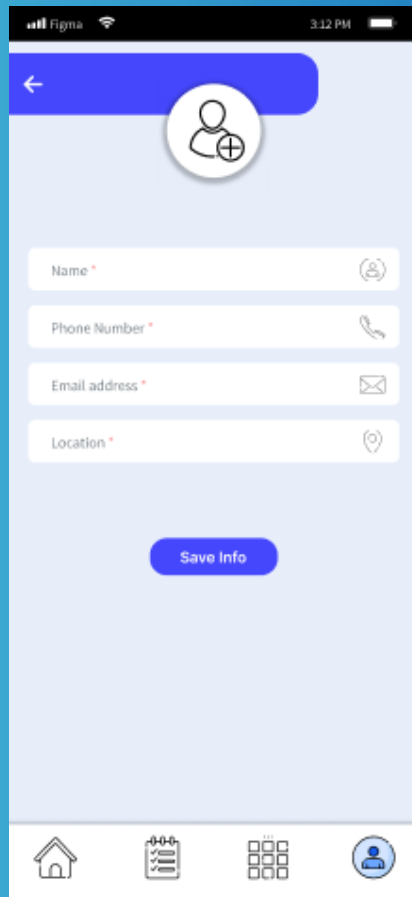 Figma 3:12 PM
Name *
Phone Number *
Email address *
Location *
Save Info